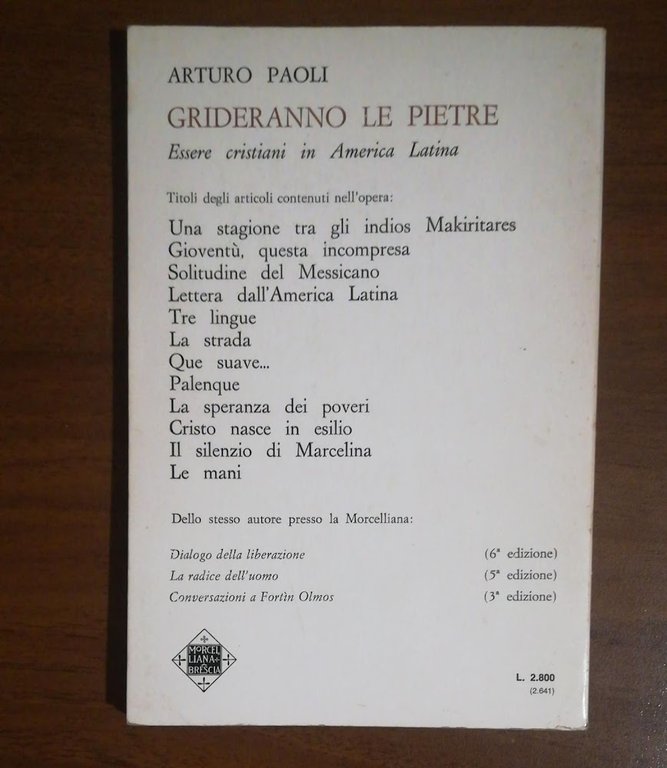 ARTURO PAOLI
GRIDERANNO LE PIETRE
Essere cristiani in America Latina
Titoli degli articoli contenuti nell'opera:
Una stagione tra gli indios Makiritares
Gioventù, questa incompresa
Solitudine del Messicano
Lettera dall'America Latina
Tre lingue
La strada
Que suave...
Palenque
La speranza dei poveri
Cristo nasce in esilio
Il silenzio di Marcelina
Le mani
Dello stesso autore presso la Morcelliana:
Dialogo della liberazione (6ª edizione)
La radice dell'uomo (5ª edizione)
Conversazioni a Fortìn Olmos (3ª edizione)
MORCEL
LIANA
BRESCIA
L. 2.800
(2.641)